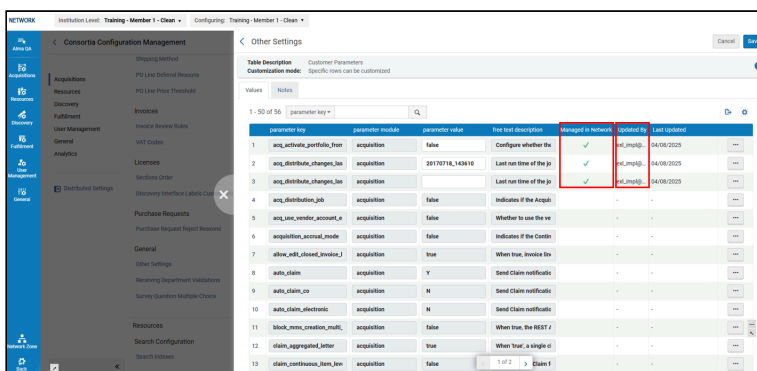 NETWORK
Institution Level: Training - Member 1 - Clean
Configuring: Training - Member 1 - Clean
Alma QA
Acquisitions
Resources
Discovery
Fulfillment
User Management
General
Network Zone
Back
Consortia Configuration Management
Acquisitions
Resources
Discovery
Fulfillment
User Management
General
Analytics
Distributed Settings
Shipping Method
PO Line Deferral Reasons
PO Line Price Threshold
Invoices
Invoice Review Rules
VAT Codes
Licenses
Sections Order
Discovery Interface Labels Cust
Purchase Requests
Purchase Request Reject Reasons
General
Other Settings
Receiving Department Validations
Survey Question Multiple Choice
Resources
Search Configuration
Search Indexes
Other Settings
Cancel
Sav
Table Description Customer Parameters
Customization mode: Specific rows can be customized
Values Notes
1 - 50 of 56 parameter key
parameter key parameter module parameter value free text description Managed in Network Updated By Last Updated
1 acq_activate_portfolio_fron acquisition false Configure whether the ✓ exl_impl@... 04/08/2025 ...
2 acq_distribute_changes_las acquisition 20170718_143610 Last run time of the jo ✓ exl_impl@... 04/08/2025 ...
3 acq_distribute_changes_las acquisition Last run time of the jo ✓ exl_impl@... 04/08/2025 ...
4 acq_distribution_job acquisition false Indicates if the Acqui - - ...
5 acq_use_vendor_account_e acquisition false Whether to use the ve - - ...
6 acquisition_accrual_mode acquisition false Indicates if the Contin - - ...
7 allow_edit_closed_invoice_l acquisition true When true, invoice line - - ...
8 auto_claim acquisition Y Send Claim notificatic - - ...
9 auto_claim_co acquisition N Send Claim notificatic - - ...
10 auto_claim_electronic acquisition N Send Claim notificatic - - ...
11 block_mms_creation_multi_ acquisition false When true, the REST A - - ...
12 claim_aggregated_letter acquisition true When 'true', a single cl - - ...
13 claim_continuous_item_leve acquisition false Claim F - - ...
1 of 2